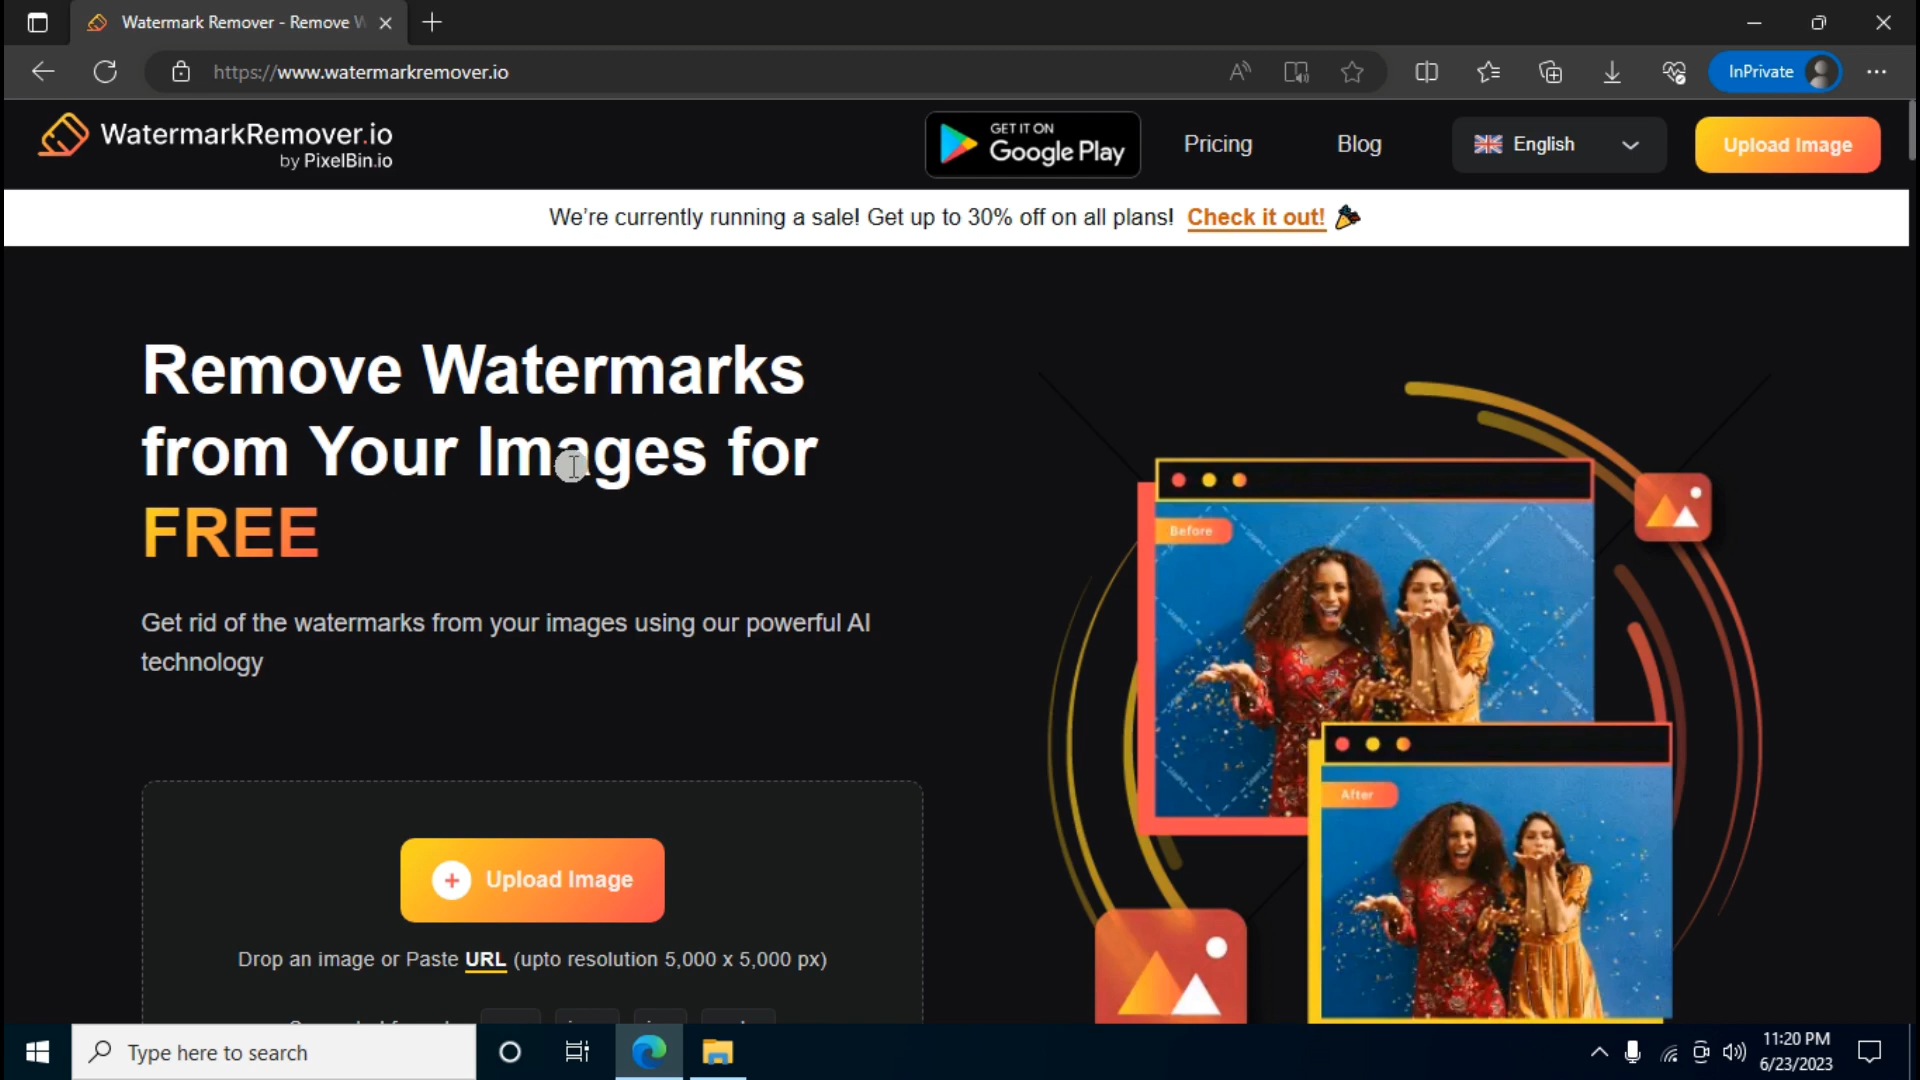 Watermark Remover - Remove W
https://www.watermarkremover.io
InPrivate
WatermarkRemover.io
by PixelBin.io
GET IT ON
Google Play
Pricing
Blog
English
Upload Image
We're currently running a sale! Get up to 30% off on all plans! Check it out!
Remove Watermarks
from Your Images for
FREE
Get rid of the watermarks from your images using our powerful AI
technology
Before
SAMPLE
After
Upload Image
Drop an image or Paste URL (upto resolution 5,000 x 5,000 px)
Type here to search
11:20 PM
6/23/2023